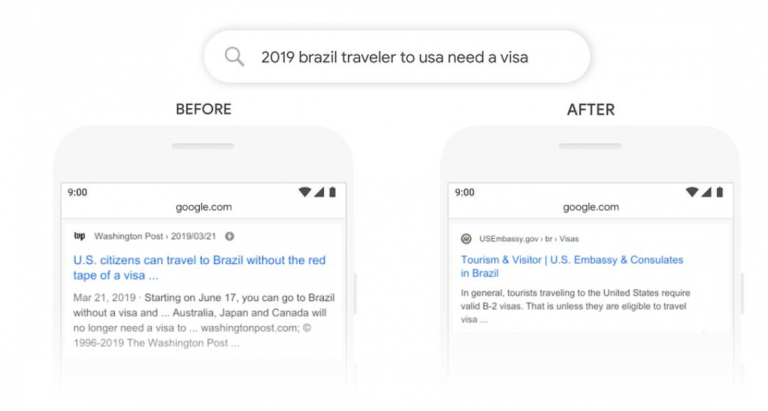 2019 brazil traveler to usa need a visa
BEFORE
9:00
google.com
wp Washington Post › 2019/03/21
U.S. citizens can travel to Brazil without the red
tape of a visa ...
Mar 21, 2019 · Starting on June 17, you can go to Brazil
without a visa and ... Australia, Japan and Canada will
no longer need a visa to ... washingtonpost.com; ©
1996-2019 The Washington Post ...
AFTER
9:00
google.com
USEmbassy.gov › br › Visas
Tourism & Visitor | U.S. Embassy & Consulates
in Brazil
In general, tourists traveling to the United States require
valid B-2 visas. That is unless they are eligible to travel
visa ...